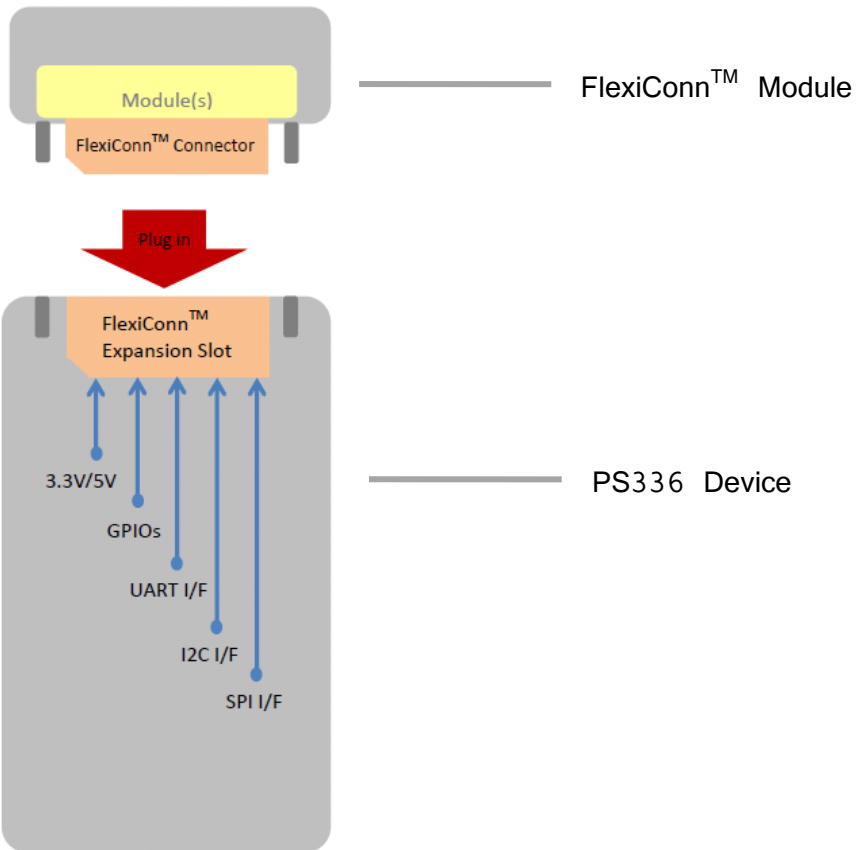 Module(s)
FlexiConn™ Connector
FlexiConn™ Module
Plug in
FlexiConn™
Expansion Slot
3.3V/5V
GPIOs
UART I/F
I2C I/F
SPI I/F
PS336 Device